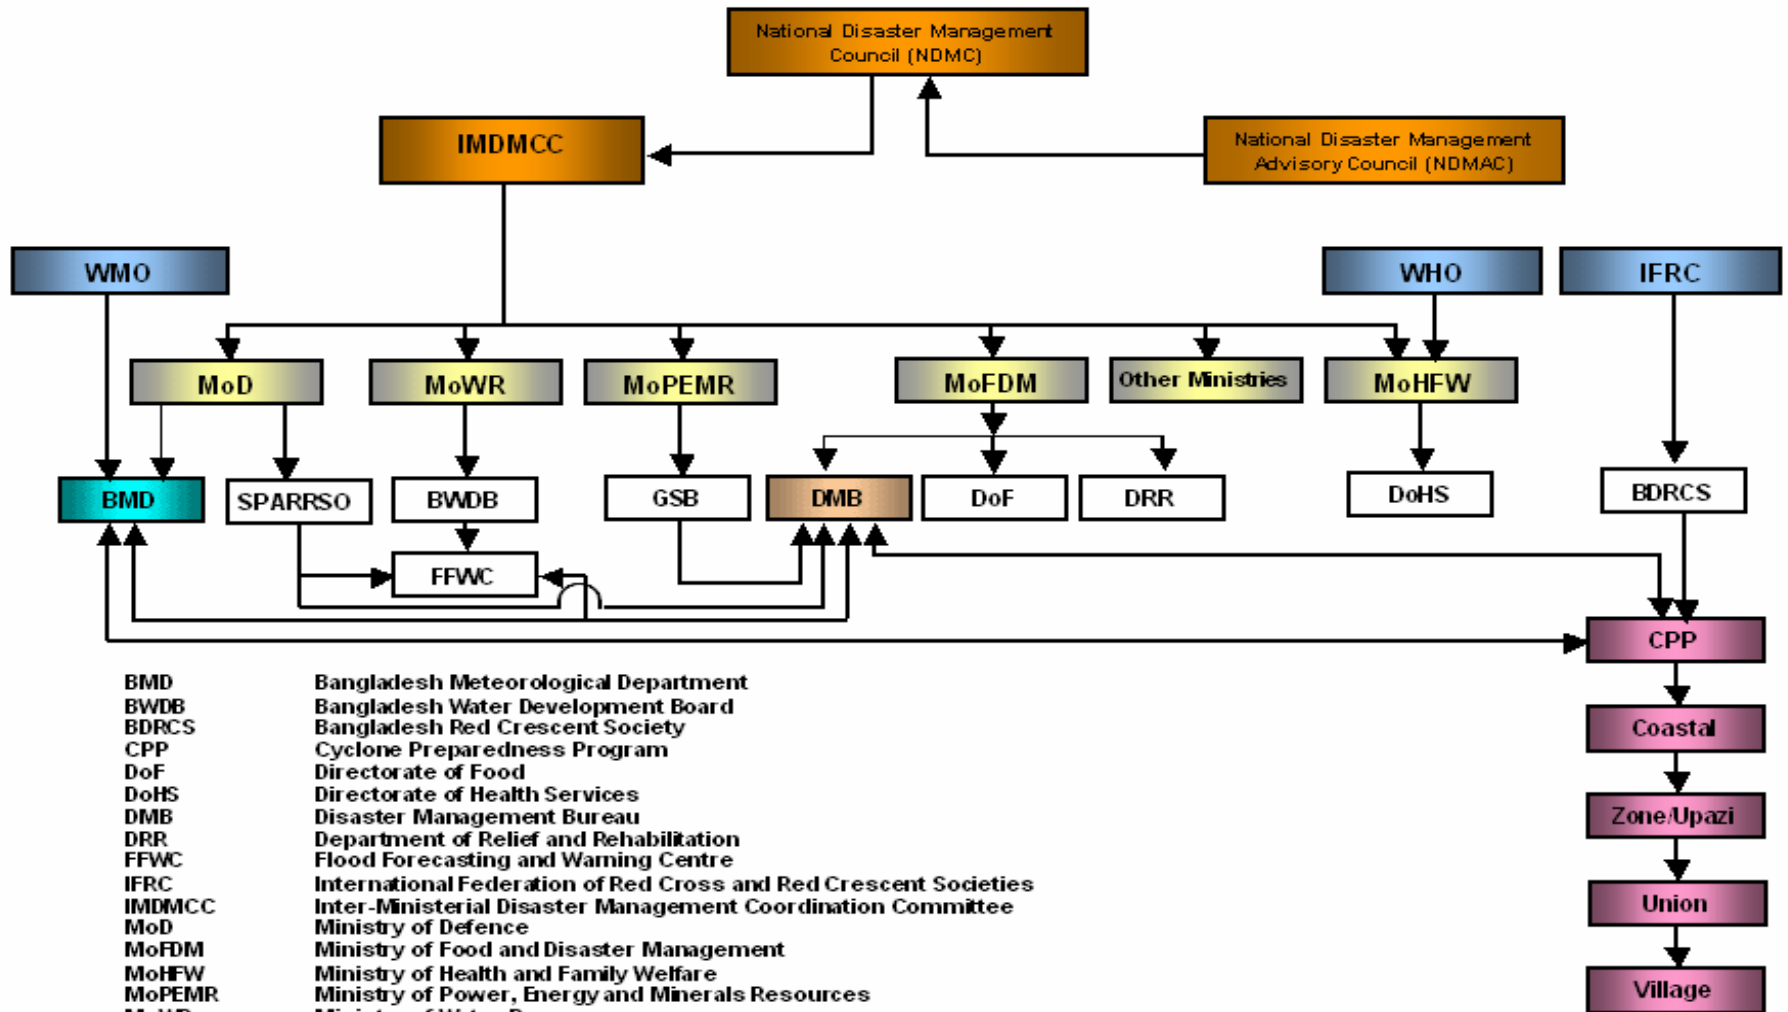 National Disaster Management
Council (NDMC)
IMDMCC
National Disaster Management
Advisory Council (NDMAC)
WMO
WHO
IFRC
MoD
MoWR
MoPEMR
MoFDM
Other Ministries
MoHFW
BMD
SPARRSO
BWDB
GSB
DMB
DoF
DRR
DoHS
BDRCS
FFWC
CPP
Coastal
Zone/Upazi
Union
Village
BMD Bangladesh Meteorological Department
BWDB Bangladesh Water Development Board
BDRCS Bangladesh Red Crescent Society
CPP Cyclone Preparedness Program
DoF Directorate of Food
DoHS Directorate of Health Services
DMB Disaster Management Bureau
DRR Department of Relief and Rehabilitation
FFWC Flood Forecasting and Warning Centre
IFRC International Federation of Red Cross and Red Crescent Societies
IMDMCC Inter-Ministerial Disaster Management Coordination Committee
MoD Ministry of Defence
MoFDM Ministry of Food and Disaster Management
MoHFW Ministry of Health and Family Welfare
MoPEMR Ministry of Power, Energy and Minerals Resources